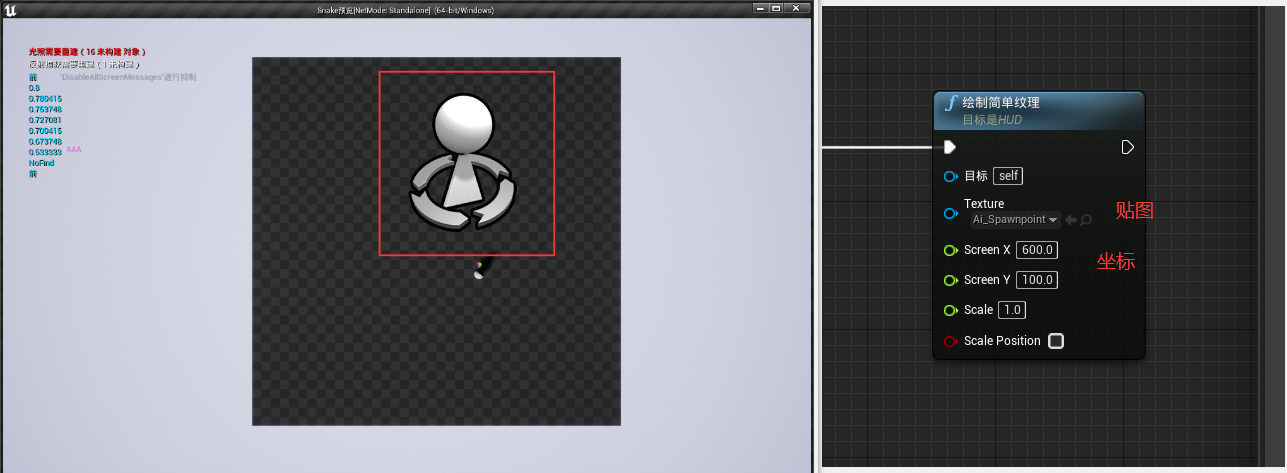 Snake预览[NetMode: Standalone] (64-bit/Windows)
光照需要重建 ( 16 未构建 对象 )
反射捕获需要重建 ( 1 未构建 )
前 'DisableAllScreenMessages'进行抑制
0.8
0.780415
0.753748
0.727081
0.700415
0.673748
0.533333 AAA
NoFind
前
绘制简单纹理
目标是HUD
目标 self
Texture
Ai_Spawnpoint
贴图
Screen X 600.0
坐标
Screen Y 100.0
Scale 1.0
Scale Position